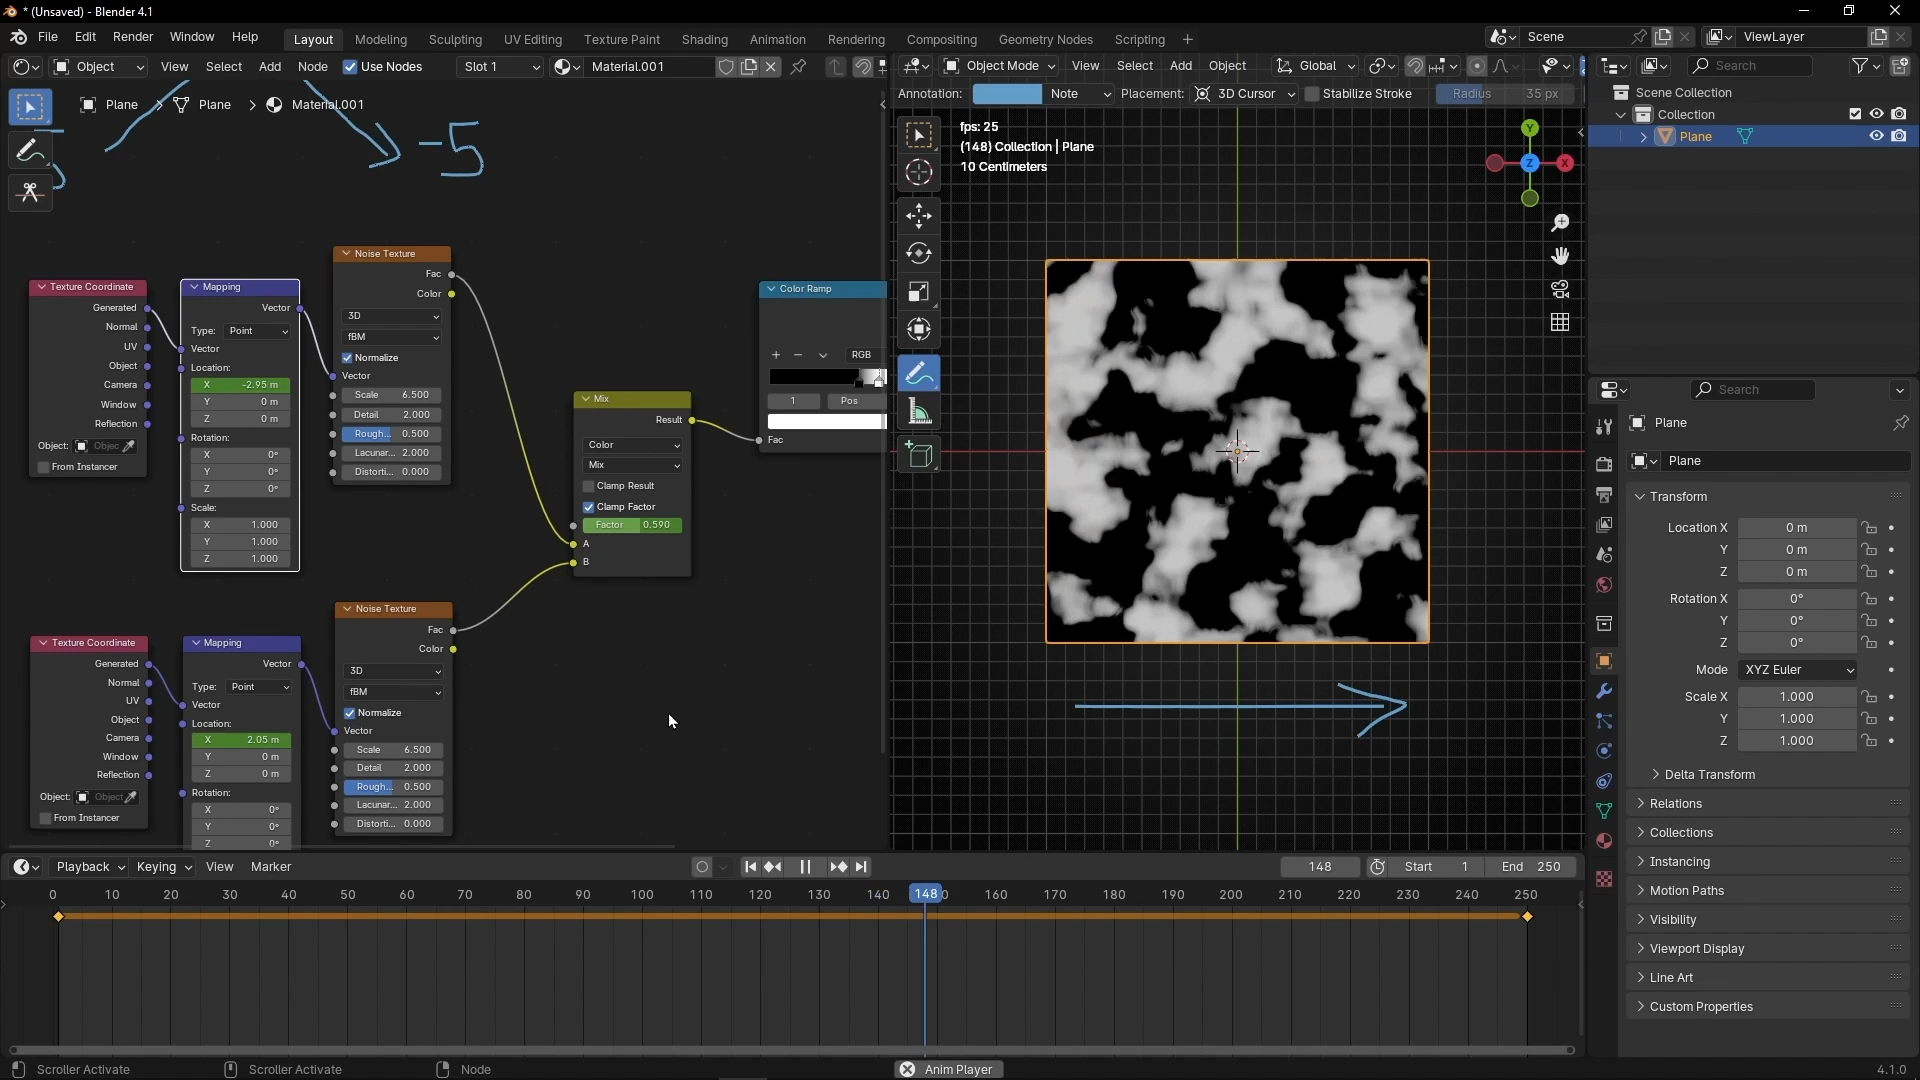 * (Unsaved) - Blender 4.1
File Edit Render Window Help Layout Modeling Sculpting UV Editing Texture Paint Shading Animation Rendering Compositing Geometry Nodes Scripting + Scene ViewLayer
Object View Select Add Node Use Nodes Slot 1 Material.001 Object Mode View Select Add Object Global Search
Annotation: Note Placement: 3D Cursor Stabilize Stroke Radius 35 px
Plane > Plane > Material.001
-5
fps: 25
(148) Collection | Plane
10 Centimeters
Y
Z X
Scene Collection
Collection
Plane
Texture Coordinate
Generated
Normal
UV
Object
Camera
Window
Reflection
Object: Objec
From Instancer
Mapping
Vector
Type: Point
Vector
Location:
X -2.95 m
Y 0 m
Z 0 m
Rotation:
X 0°
Y 0°
Z 0°
Scale:
X 1.000
Y 1.000
Z 1.000
Noise Texture
Fac
Color
3D
fBM
Normalize
Vector
Scale 6.500
Detail 2.000
Rough... 0.500
Lacunar... 2.000
Distorti... 0.000
Mix
Result
Color
Mix
Clamp Result
Clamp Factor
Factor 0.590
A
B
Color Ramp
+ − RGB
1 Pos
Fac
Texture Coordinate
Generated
Normal
UV
Object
Camera
Window
Reflection
Object: Object
From Instancer
Mapping
Vector
Type: Point
Vector
Location:
X 2.05 m
Y 0 m
Z 0 m
Rotation:
X 0°
Y 0°
Z 0°
Noise Texture
Fac
Color
3D
fBM
Normalize
Vector
Scale 6.500
Detail 2.000
Rough... 0.500
Lacunar... 2.000
Distorti... 0.000
Search
Plane
Plane
Transform
Location X 0 m
Y 0 m
Z 0 m
Rotation X 0°
Y 0°
Z 0°
Mode XYZ Euler
Scale X 1.000
Y 1.000
Z 1.000
Delta Transform
Relations
Collections
Instancing
Motion Paths
Visibility
Viewport Display
Line Art
Custom Properties
Playback Keying View Marker 148 Start 1 End 250
0 10 20 30 40 50 60 70 80 90 100 110 120 130 140 148 0 160 170 180 190 200 210 220 230 240 250
Scroller Activate Scroller Activate Node Anim Player 4.1.0